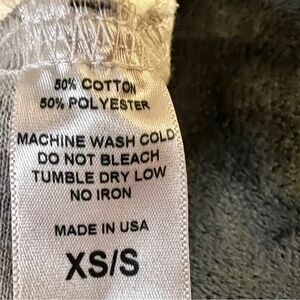 50% COTTON
50% POLYESTER
MACHINE WASH COLD
DO NOT BLEACH
TUMBLE DRY LOW
NO IRON
MADE IN USA
XS/S